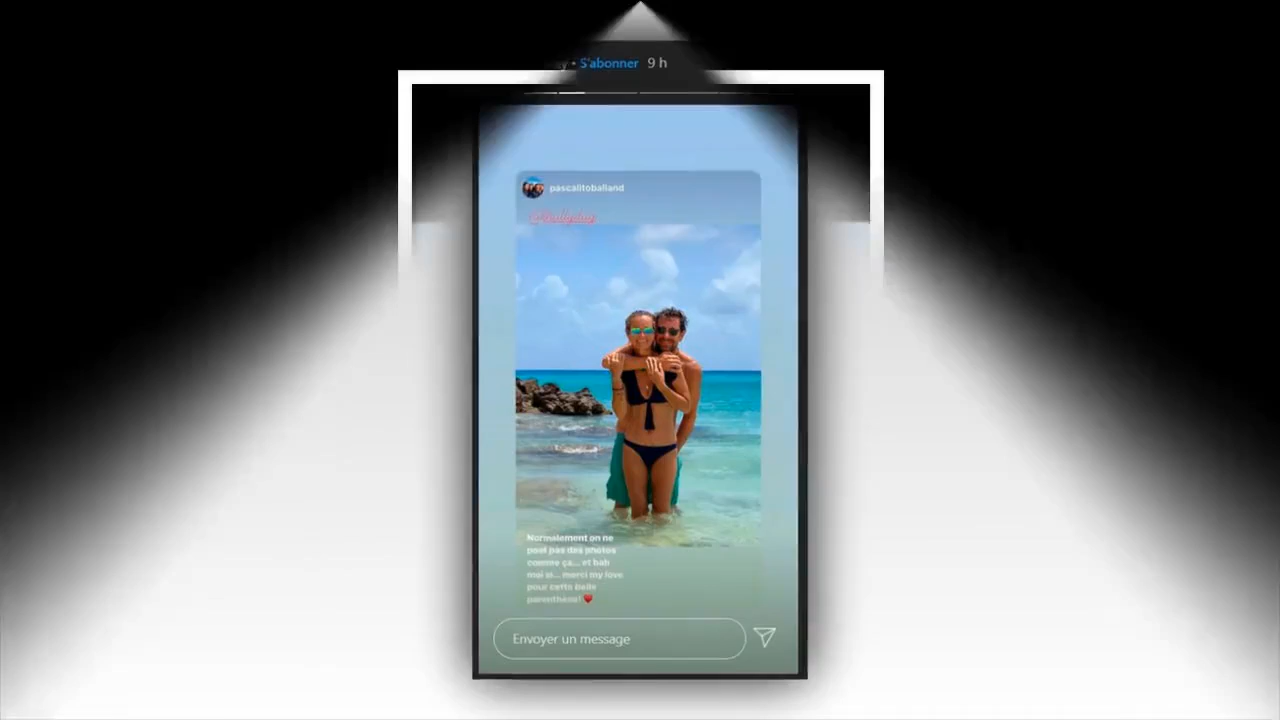 S'abonner 9 h
pascalitoballand
Normalement on ne
post pas des photos
comme ça... et bah
moi si... merci my love
pour cette belle
parenthèse! ❤️
Envoyer un message